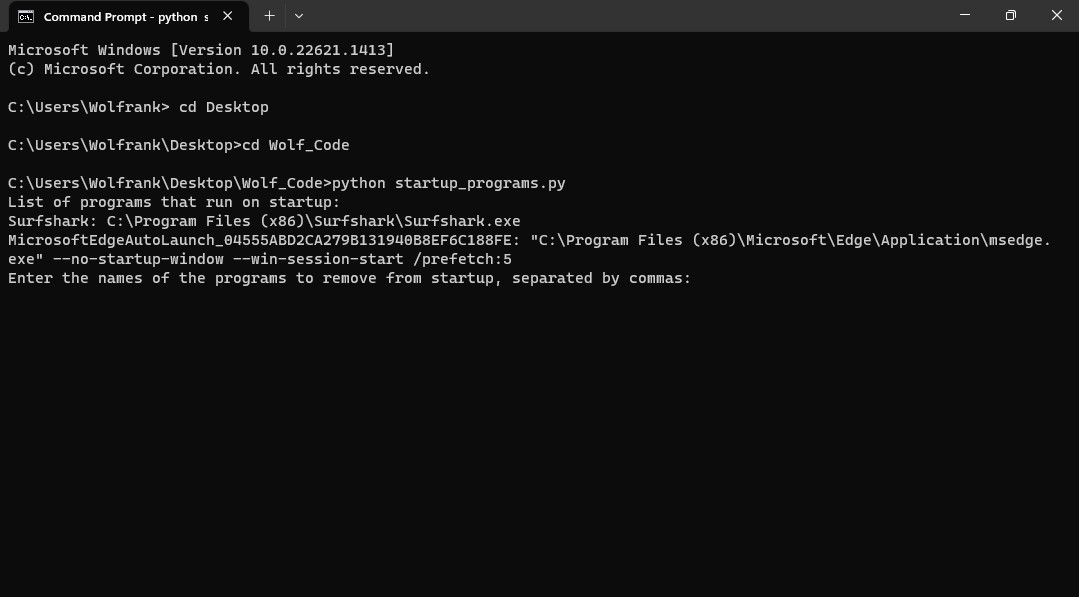 Command Prompt - python s
Microsoft Windows [Version 10.0.22621.1413]
(c) Microsoft Corporation. All rights reserved.
C:\Users\Wolfrank> cd Desktop
C:\Users\Wolfrank\Desktop>cd Wolf_Code
C:\Users\Wolfrank\Desktop\Wolf_Code>python startup_programs.py
List of programs that run on startup:
Surfshark: C:\Program Files (x86)\Surfshark\Surfshark.exe
MicrosoftEdgeAutoLaunch_04555ABD2CA279B131940B8EF6C188FE: "C:\Program Files (x86)\Microsoft\Edge\Application\msedge.
exe" --no-startup-window --win-session-start /prefetch:5
Enter the names of the programs to remove from startup, separated by commas: